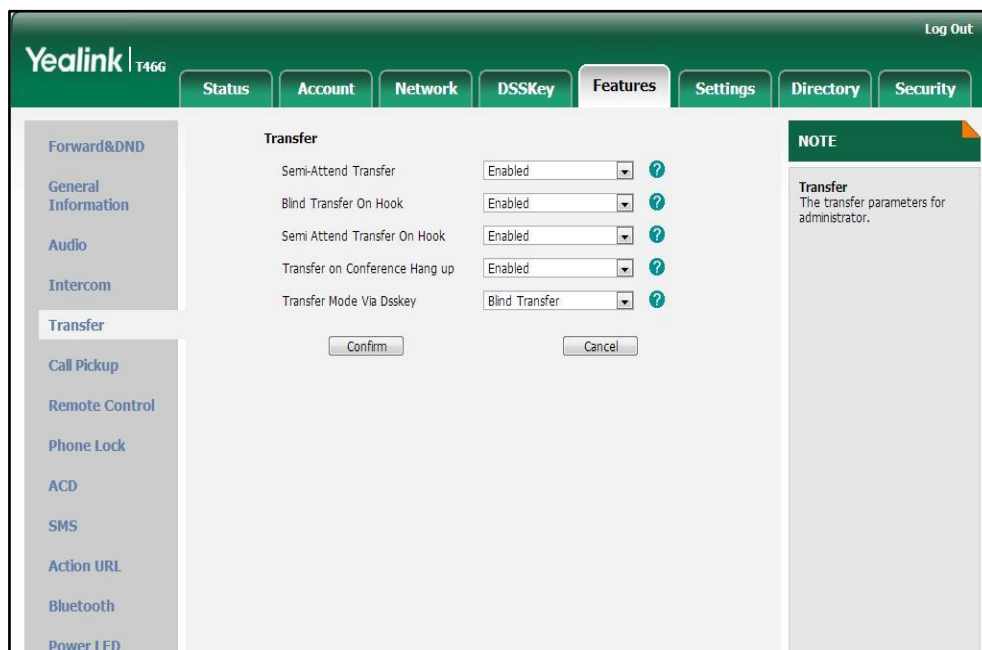 Log Out
Yealink | T46G
Status Account Network DSSKey Features Settings Directory Security
Forward&DND
General
Information
Audio
Intercom
Transfer
Call Pickup
Remote Control
Phone Lock
ACD
SMS
Action URL
Bluetooth
Power LED
Transfer
Semi-Attend Transfer Enabled ?
Blind Transfer On Hook Enabled ?
Semi Attend Transfer On Hook Enabled ?
Transfer on Conference Hang up Enabled ?
Transfer Mode Via Dsskey Blind Transfer ?
Confirm Cancel
NOTE
Transfer
The transfer parameters for
administrator.